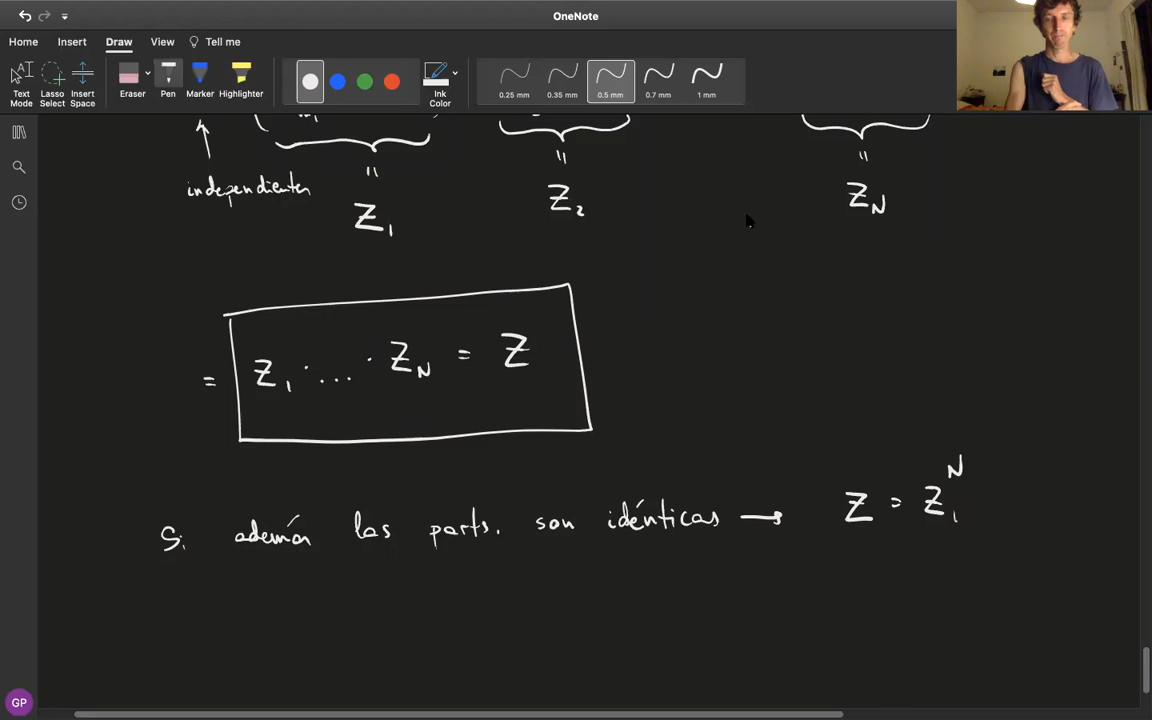 OneNote
Home Insert Draw View Tell me
Text Mode Lasso Select Insert Space Eraser Pen Marker Highlighter Ink Color 0.25 mm 0.35 mm 0.5 mm 0.7 mm 1 mm
independientes
" " "
Z₁ Z₂ Z_N
= Z₁ · ... · Z_N = Z
Si además las parts. son idénticas → Z = Z₁^N
GP